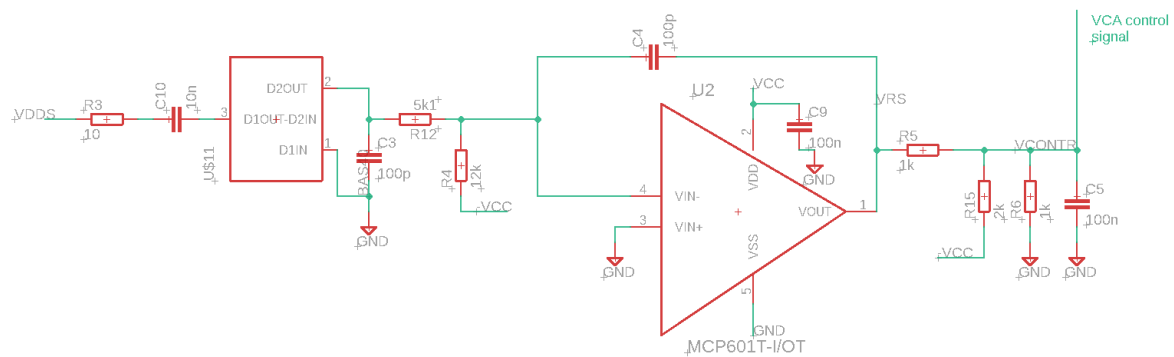 VCA control
signal
C4
100p
U2
VCC
VRS
C9
100n
GND
VDDS
R3
10
C10
10n
3
U$11
D2OUT
D1OUT-D2IN
D1IN
2
1
C3
100p
5k1
R12
R4
12k
VCC
GND
4
3
VIN-
VIN+
GND
2
VDD
VSS
5
VOUT
1
GND
MCP601T-I/OT
R5
1k
VCONTR
R15
2k
VCC
R6
1k
GND
C5
100n
GND